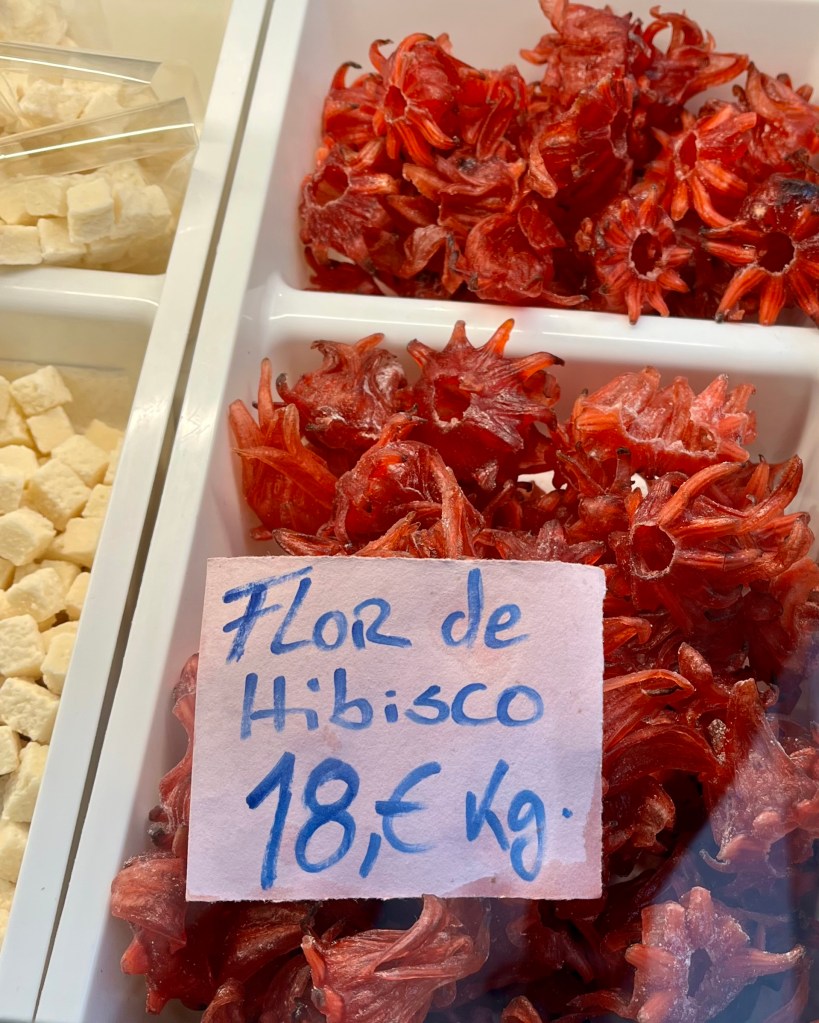 Flor de
Hibisco
18,€ Kg.